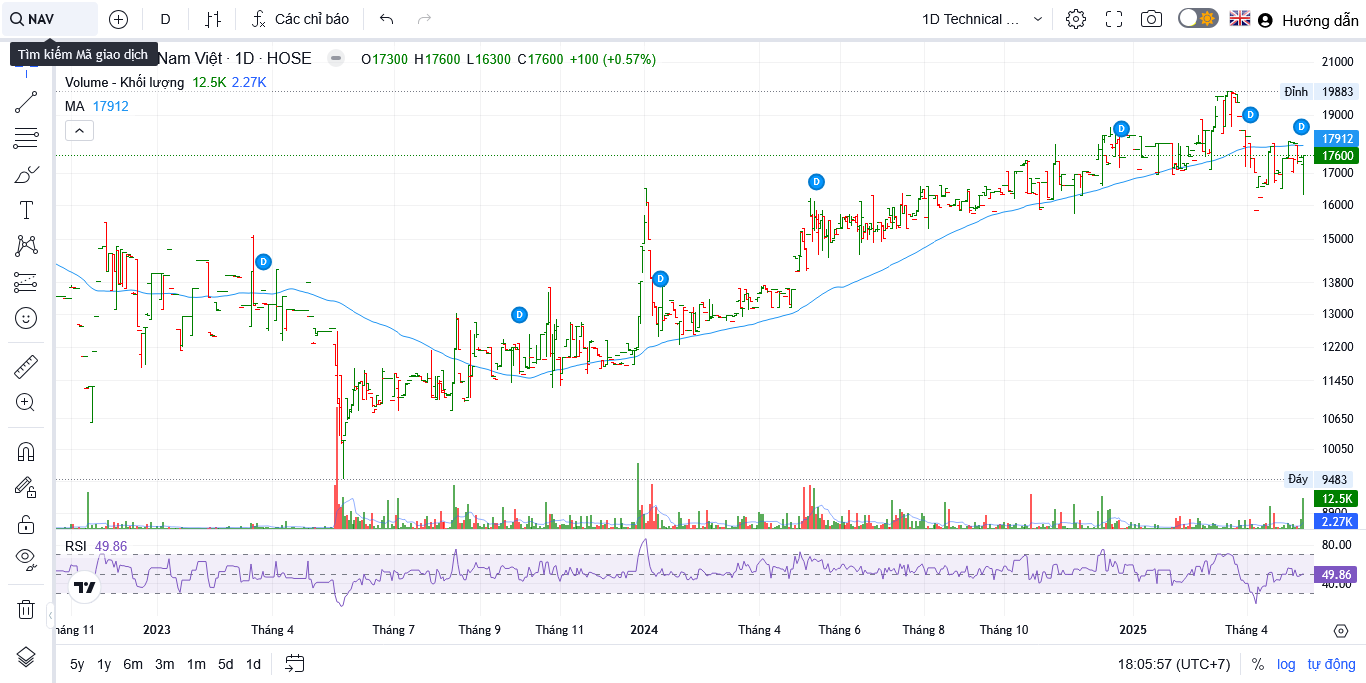 NAV D Các chỉ báo 1D Technical ... Hướng dẫn
Tìm kiếm Mã giao dịch
Nam Việt · 1D · HOSE O17300 H17600 L16300 C17600 +100 (+0.57%)
Volume - Khối lượng 12.5K 2.27K
MA 17912
21000
Đỉnh 19883
19000
17912
17600
17000
16000
15000
13800
13000
12200
11450
10650
10050
Đáy 9483
12.5K
8900
2.27K
D
D
D
D
D
D
D
RSI 49.86
80.00
49.86
40.00
háng 11 2023 Tháng 4 Tháng 7 Tháng 9 Tháng 11 2024 Tháng 4 Tháng 6 Tháng 8 Tháng 10 2025 Tháng 4
5y 1y 6m 3m 1m 5d 1d 18:05:57 (UTC+7) % log tự động